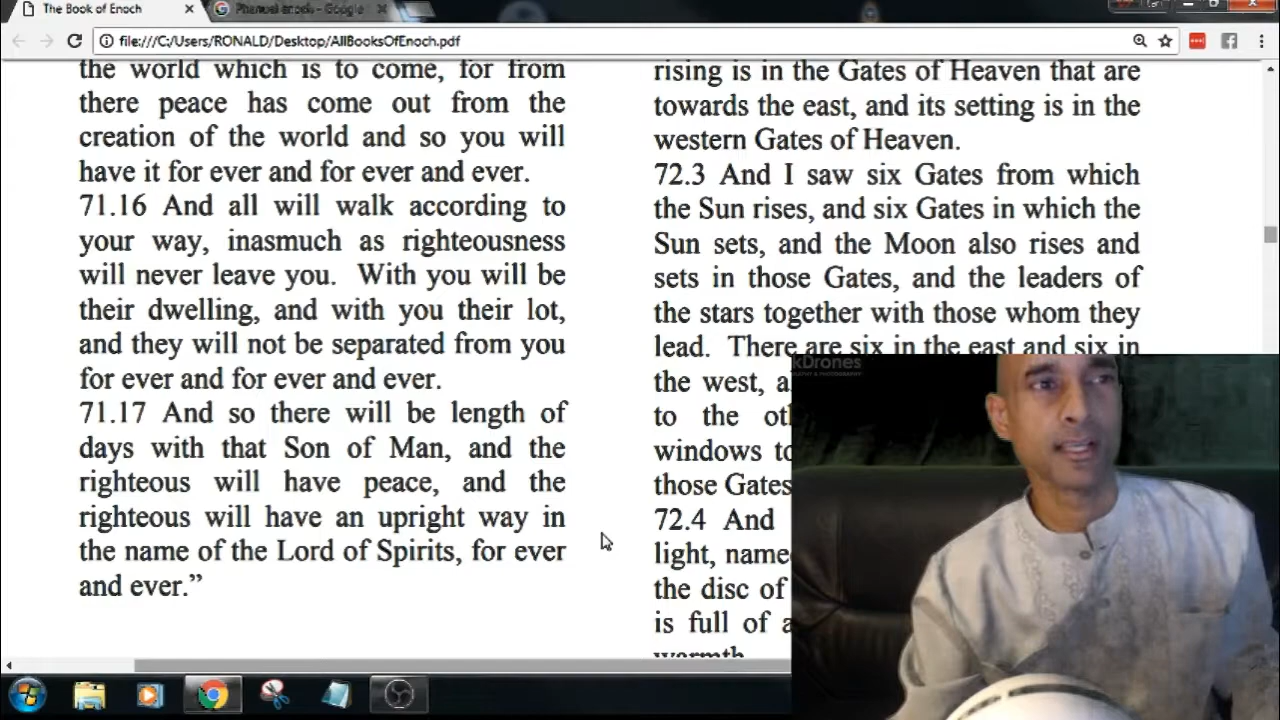 The Book of Enoch
Phanuel enoch - Google
file:///C:/Users/RONALD/Desktop/AllBooksOfEnoch.pdf
the world which is to come, for from
there peace has come out from the
creation of the world and so you will
have it for ever and for ever and ever.
71.16 And all will walk according to
your way, inasmuch as righteousness
will never leave you. With you will be
their dwelling, and with you their lot,
and they will not be separated from you
for ever and for ever and ever.
71.17 And so there will be length of
days with that Son of Man, and the
righteous will have peace, and the
righteous will have an upright way in
the name of the Lord of Spirits, for ever
and ever.”
rising is in the Gates of Heaven that are
towards the east, and its setting is in the
western Gates of Heaven.
72.3 And I saw six Gates from which
the Sun rises, and six Gates in which the
Sun sets, and the Moon also rises and
sets in those Gates, and the leaders of
the stars together with those whom they
lead. There are six in the east and six in
the west, a
to the ot
windows to
those Gates
72.4 And
light, name
the disc of
is full of a
warmth
kDrones